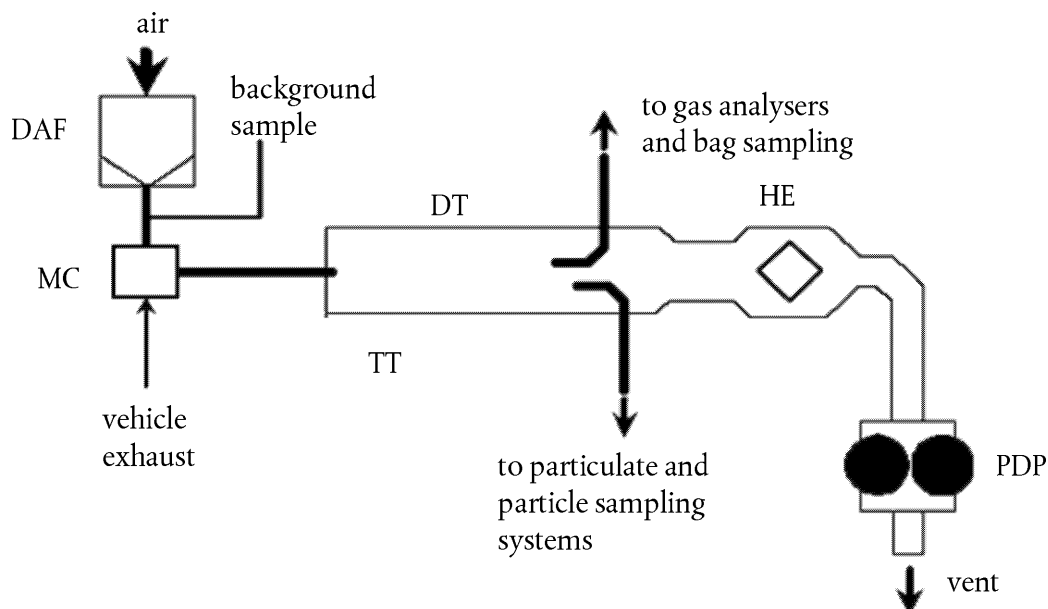 air
DAF
background
sample
to gas analysers
and bag sampling
DT
HE
MC
TT
vehicle
exhaust
to particulate and
particle sampling
systems
PDP
vent